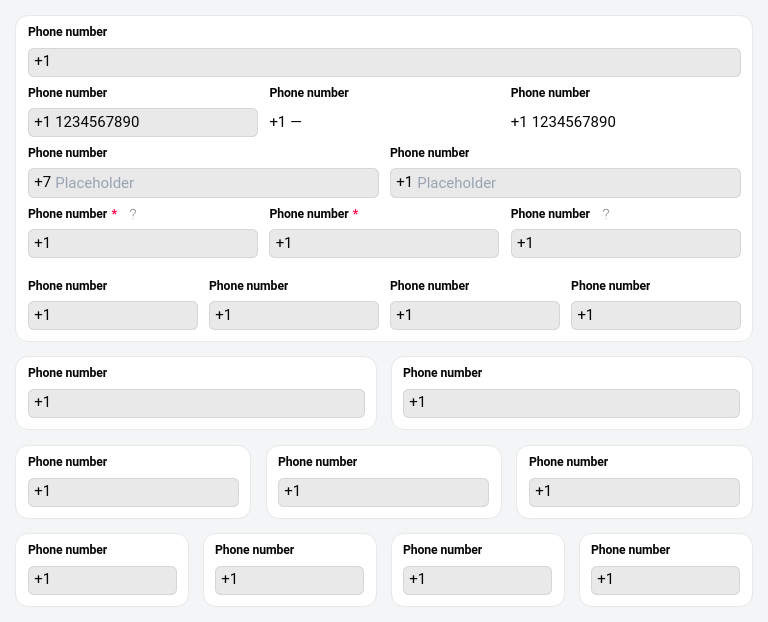 Phone number
+1
Phone number Phone number Phone number
+1 1234567890 +1 — +1 1234567890
Phone number Phone number
+7 Placeholder +1 Placeholder
Phone number * ? Phone number * Phone number ?
+1 +1 +1
Phone number Phone number Phone number Phone number
+1 +1 +1 +1
Phone number Phone number
+1 +1
Phone number Phone number Phone number
+1 +1 +1
Phone number Phone number Phone number Phone number
+1 +1 +1 +1